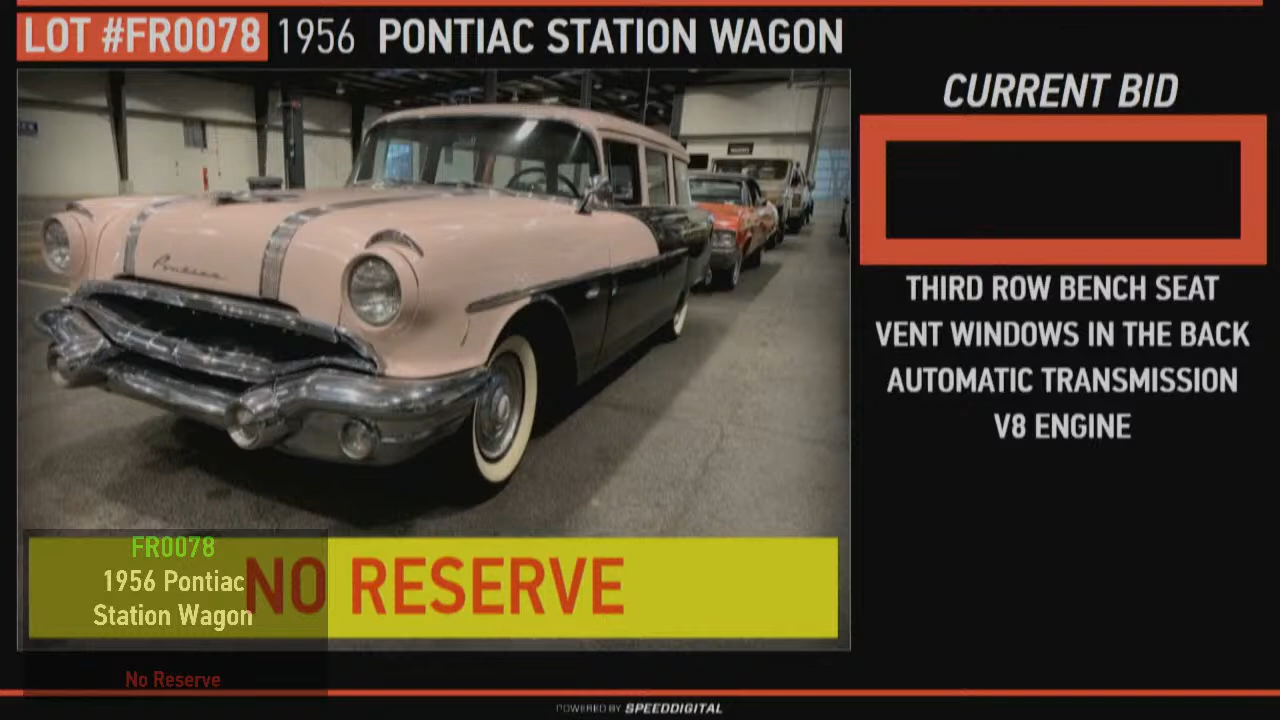 LOT #FR0078 1956 PONTIAC STATION WAGON
CURRENT BID
THIRD ROW BENCH SEAT
VENT WINDOWS IN THE BACK
AUTOMATIC TRANSMISSION
V8 ENGINE
Pontiac
NO RESERVE
FR0078
1956 Pontiac
Station Wagon
No Reserve
POWERED BY SPEEDDIGITAL